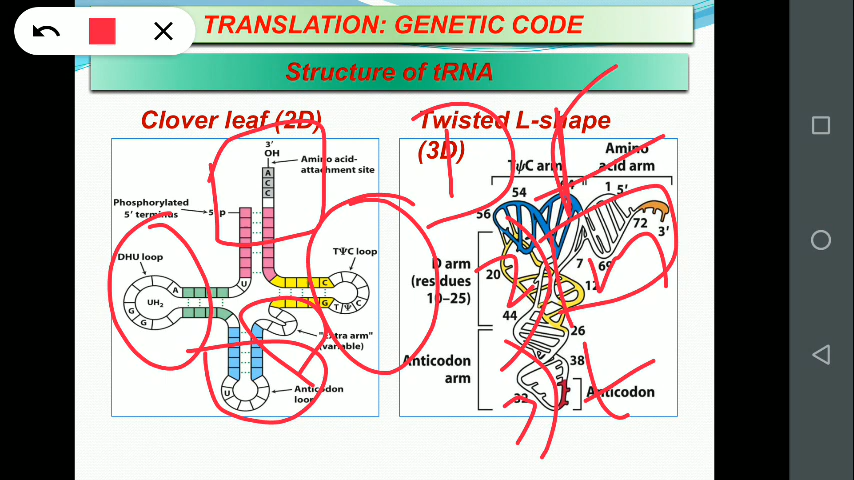 TRANSLATION: GENETIC CODE
Structure of tRNA
Clover leaf (2D)
3′
OH
A
C
C
Amino acid-
attachment site
Phosphorylated
5′ terminus
5′ p
DHU loop
TΨC loop
A
U
C
UH₂
G
G
G
T Ψ C
"Extra arm"
(variable)
U
Anticodon
loop
Twisted L-shape
(3D)
TψC arm
Amino
acid arm
54
64
1
5′
56
72
3′
7
69
20
12
D arm
(residues
10–25)
44
26
38
Anticodon
arm
32
Anticodon